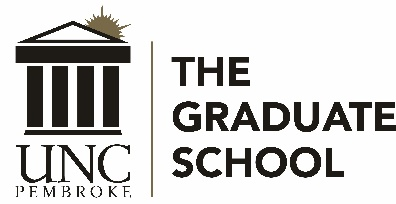 UNC
PEMBROKE
THE
GRADUATE
SCHOOL